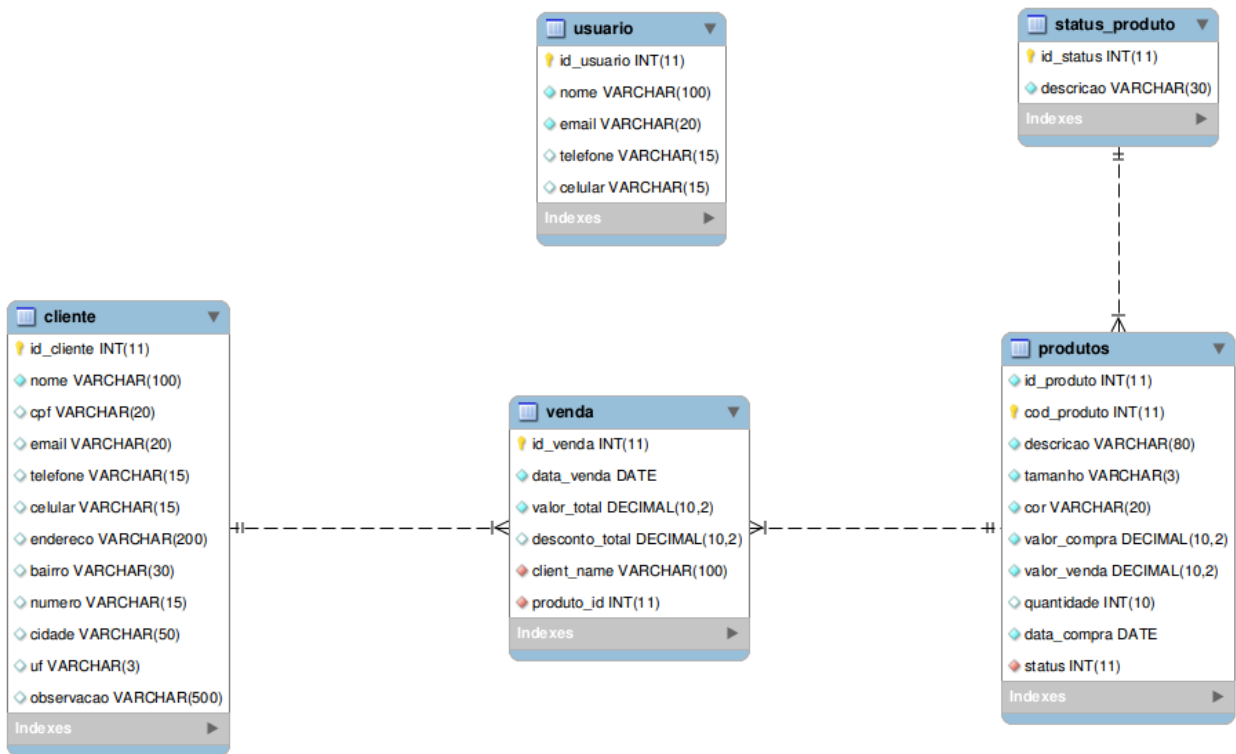 usuario
id_usuario INT(11)
nome VARCHAR(100)
email VARCHAR(20)
telefone VARCHAR(15)
celular VARCHAR(15)
Indexes
status_produto
id_status INT(11)
descricao VARCHAR(30)
Indexes
cliente
id_cliente INT(11)
nome VARCHAR(100)
cpf VARCHAR(20)
email VARCHAR(20)
telefone VARCHAR(15)
celular VARCHAR(15)
endereco VARCHAR(200)
bairro VARCHAR(30)
numero VARCHAR(15)
cidade VARCHAR(50)
uf VARCHAR(3)
observacao VARCHAR(500)
Indexes
venda
id_venda INT(11)
data_venda DATE
valor_total DECIMAL(10,2)
desconto_total DECIMAL(10,2)
client_name VARCHAR(100)
produto_id INT(11)
Indexes
produtos
id_produto INT(11)
cod_produto INT(11)
descricao VARCHAR(80)
tamanho VARCHAR(3)
cor VARCHAR(20)
valor_compra DECIMAL(10,2)
valor_venda DECIMAL(10,2)
quantidade INT(10)
data_compra DATE
status INT(11)
Indexes